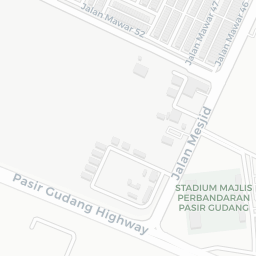 Jalan Mawar 52
Jalan Mawar 47
Jalan Mawar 46
Jalan Mesjid
STADIUM MAJLIS
PERBANDARAN
PASIR GUDANG
Pasir Gudang Highway